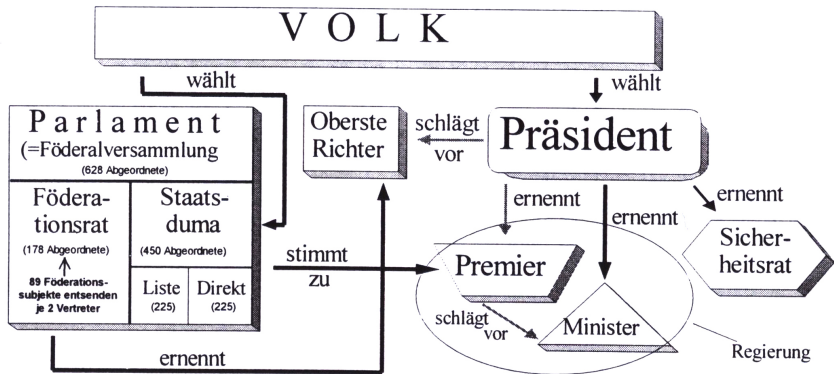 VOLK
wählt
wählt
Parlament
(=Föderalversammlung
(628 Abgeordnete)
Födera-
tionsrat
(178 Abgeordnete)
89 Föderations-
subjekte entsenden
je 2 Vertreter
Staats-
duma
(450 Abgeordnete)
Liste
(225)
Direkt
(225)
Oberste
Richter
schlägt
vor
Präsident
ernennt
ernennt
ernennt
Sicher-
heitsrat
stimmt
zu
Premier
schlägt
vor
Minister
Regierung
ernennt